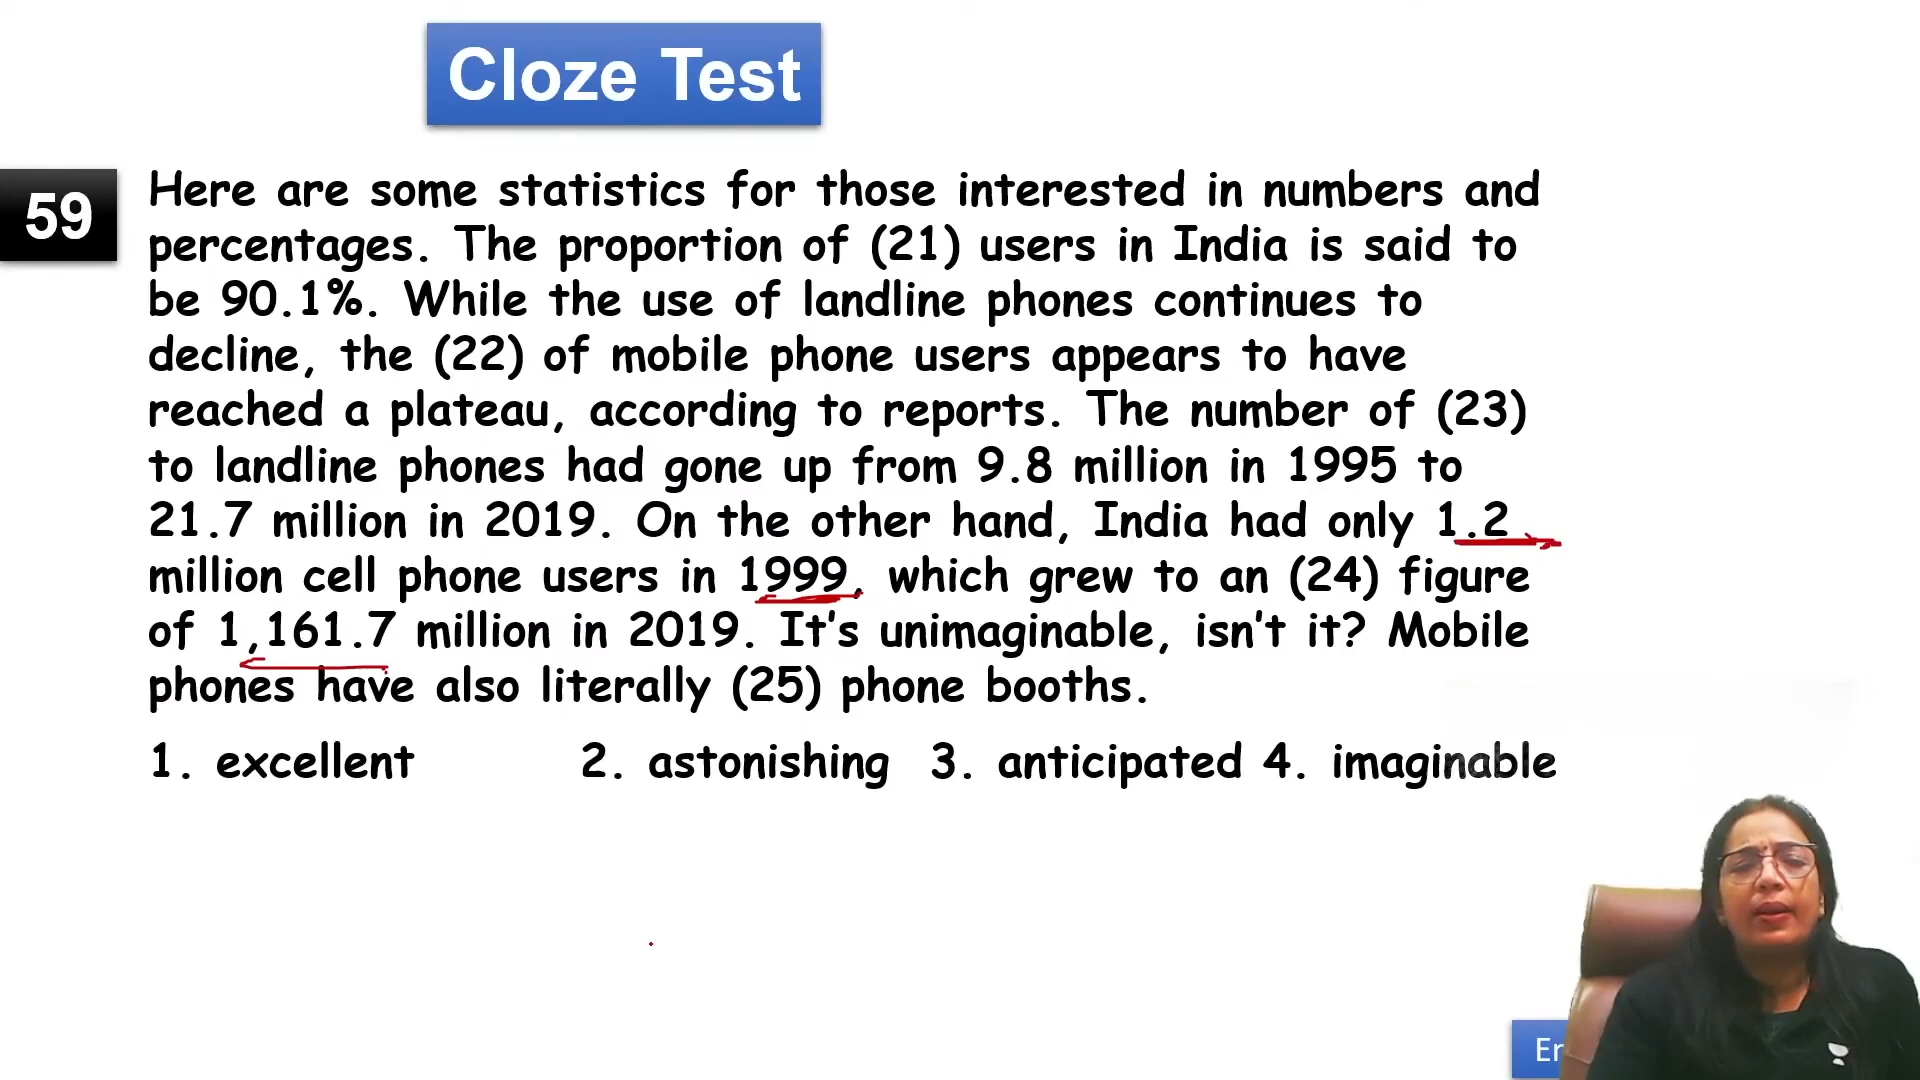 Cloze Test
59
Here are some statistics for those interested in numbers and
percentages. The proportion of (21) users in India is said to
be 90.1%. While the use of landline phones continues to
decline, the (22) of mobile phone users appears to have
reached a plateau, according to reports. The number of (23)
to landline phones had gone up from 9.8 million in 1995 to
21.7 million in 2019. On the other hand, India had only 1.2
million cell phone users in 1999, which grew to an (24) figure
of 1,161.7 million in 2019. It's unimaginable, isn't it? Mobile
phones have also literally (25) phone booths.
1. excellent 2. astonishing 3. anticipated 4. imaginable